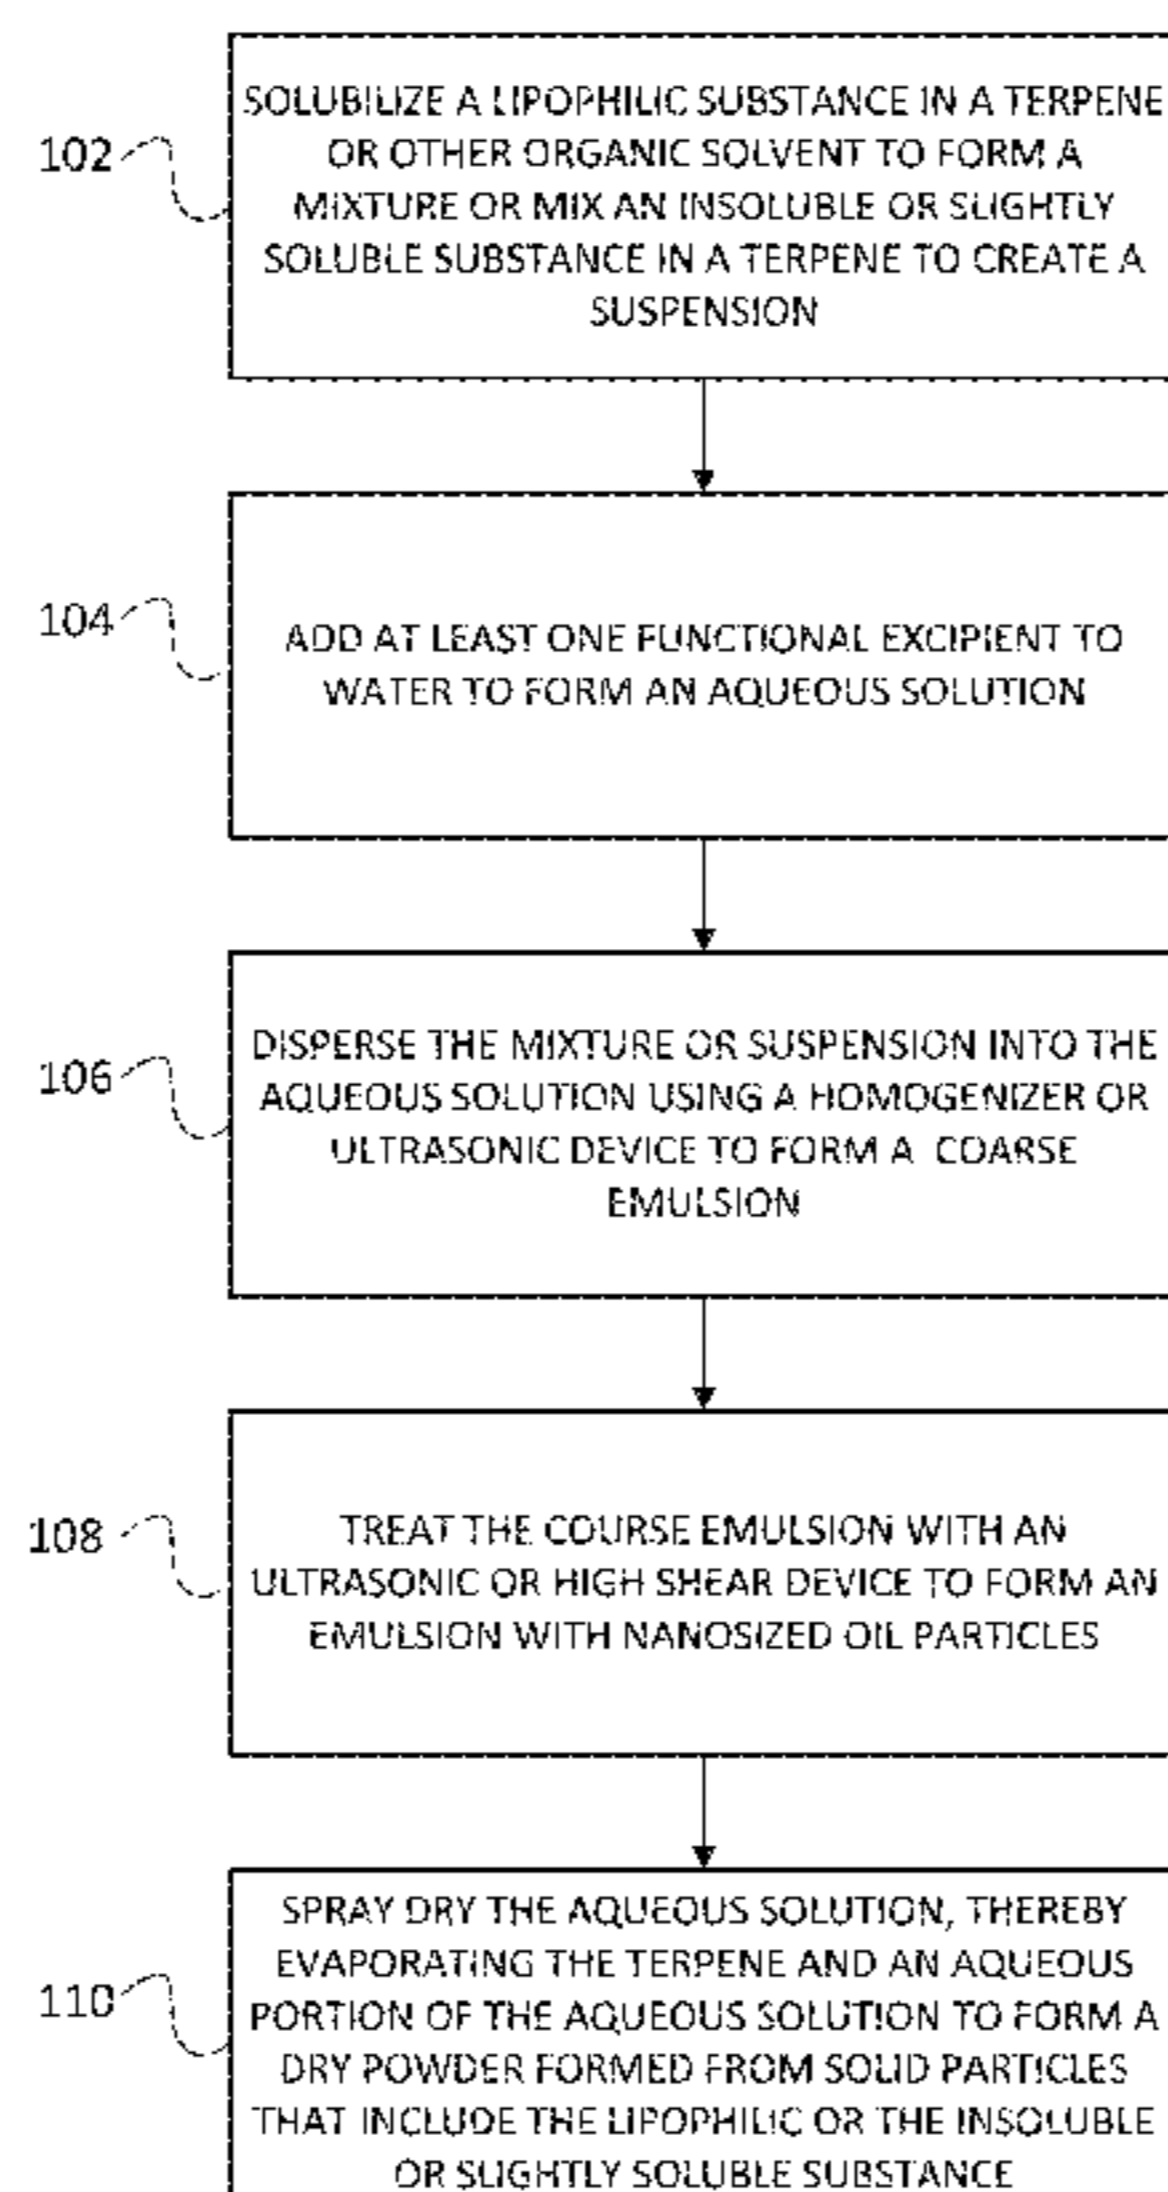 102
SOLUBILIZE A LIPOPHILIC SUBSTANCE IN A TERPENE
OR OTHER ORGANIC SOLVENT TO FORM A
MIXTURE OR MIX AN INSOLUBLE OR SLIGHTLY
SOLUBLE SUBSTANCE IN A TERPENE TO CREATE A
SUSPENSION
104
ADD AT LEAST ONE FUNCTIONAL EXCIPIENT TO
WATER TO FORM AN AQUEOUS SOLUTION
106
DISPERSE THE MIXTURE OR SUSPENSION INTO THE
AQUEOUS SOLUTION USING A HOMOGENIZER OR
ULTRASONIC DEVICE TO FORM A COARSE
EMULSION
108
TREAT THE COURSE EMULSION WITH AN
ULTRASONIC OR HIGH SHEAR DEVICE TO FORM AN
EMULSION WITH NANOSIZED OIL PARTICLES
110
SPRAY DRY THE AQUEOUS SOLUTION, THEREBY
EVAPORATING THE TERPENE AND AN AQUEOUS
PORTION OF THE AQUEOUS SOLUTION TO FORM A
DRY POWDER FORMED FROM SOLID PARTICLES
THAT INCLUDE THE LIPOPHILIC OR THE INSOLUBLE
OR SLIGHTLY SOLUBLE SUBSTANCE